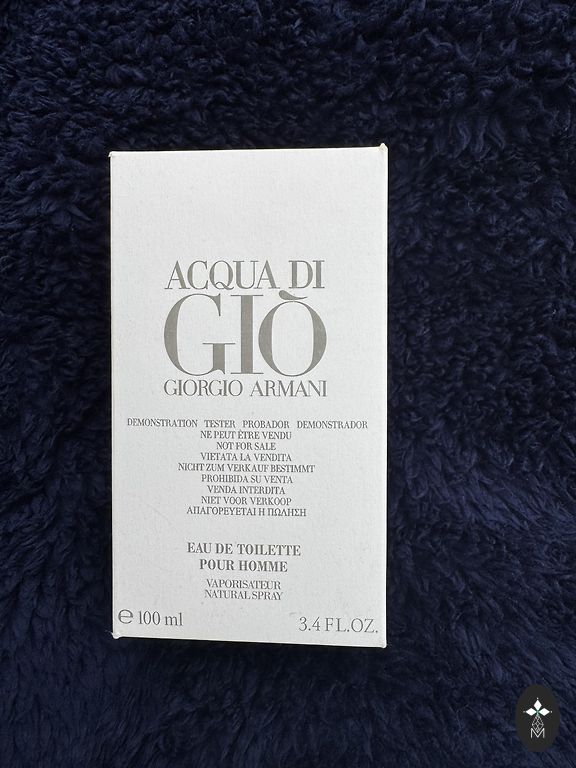 ACQUA DI
GIÒ
GIORGIO ARMANI
DEMONSTRATION TESTER PROBADOR DEMONSTRADOR
NE PEUT ÊTRE VENDU
NOT FOR SALE
VIETATA LA VENDITA
NICHT ZUM VERKAUF BESTIMMT
PROHIBIDA SU VENTA
VENDA INTERDITA
NIET VOOR VERKOOP
ΑΠΑΓΟΡΕΥΕΤΑΙ Η ΠΩΛΗΣΗ
EAU DE TOILETTE
POUR HOMME
VAPORISATEUR
NATURAL SPRAY
℮ 100 ml 3.4 FL.OZ.
M